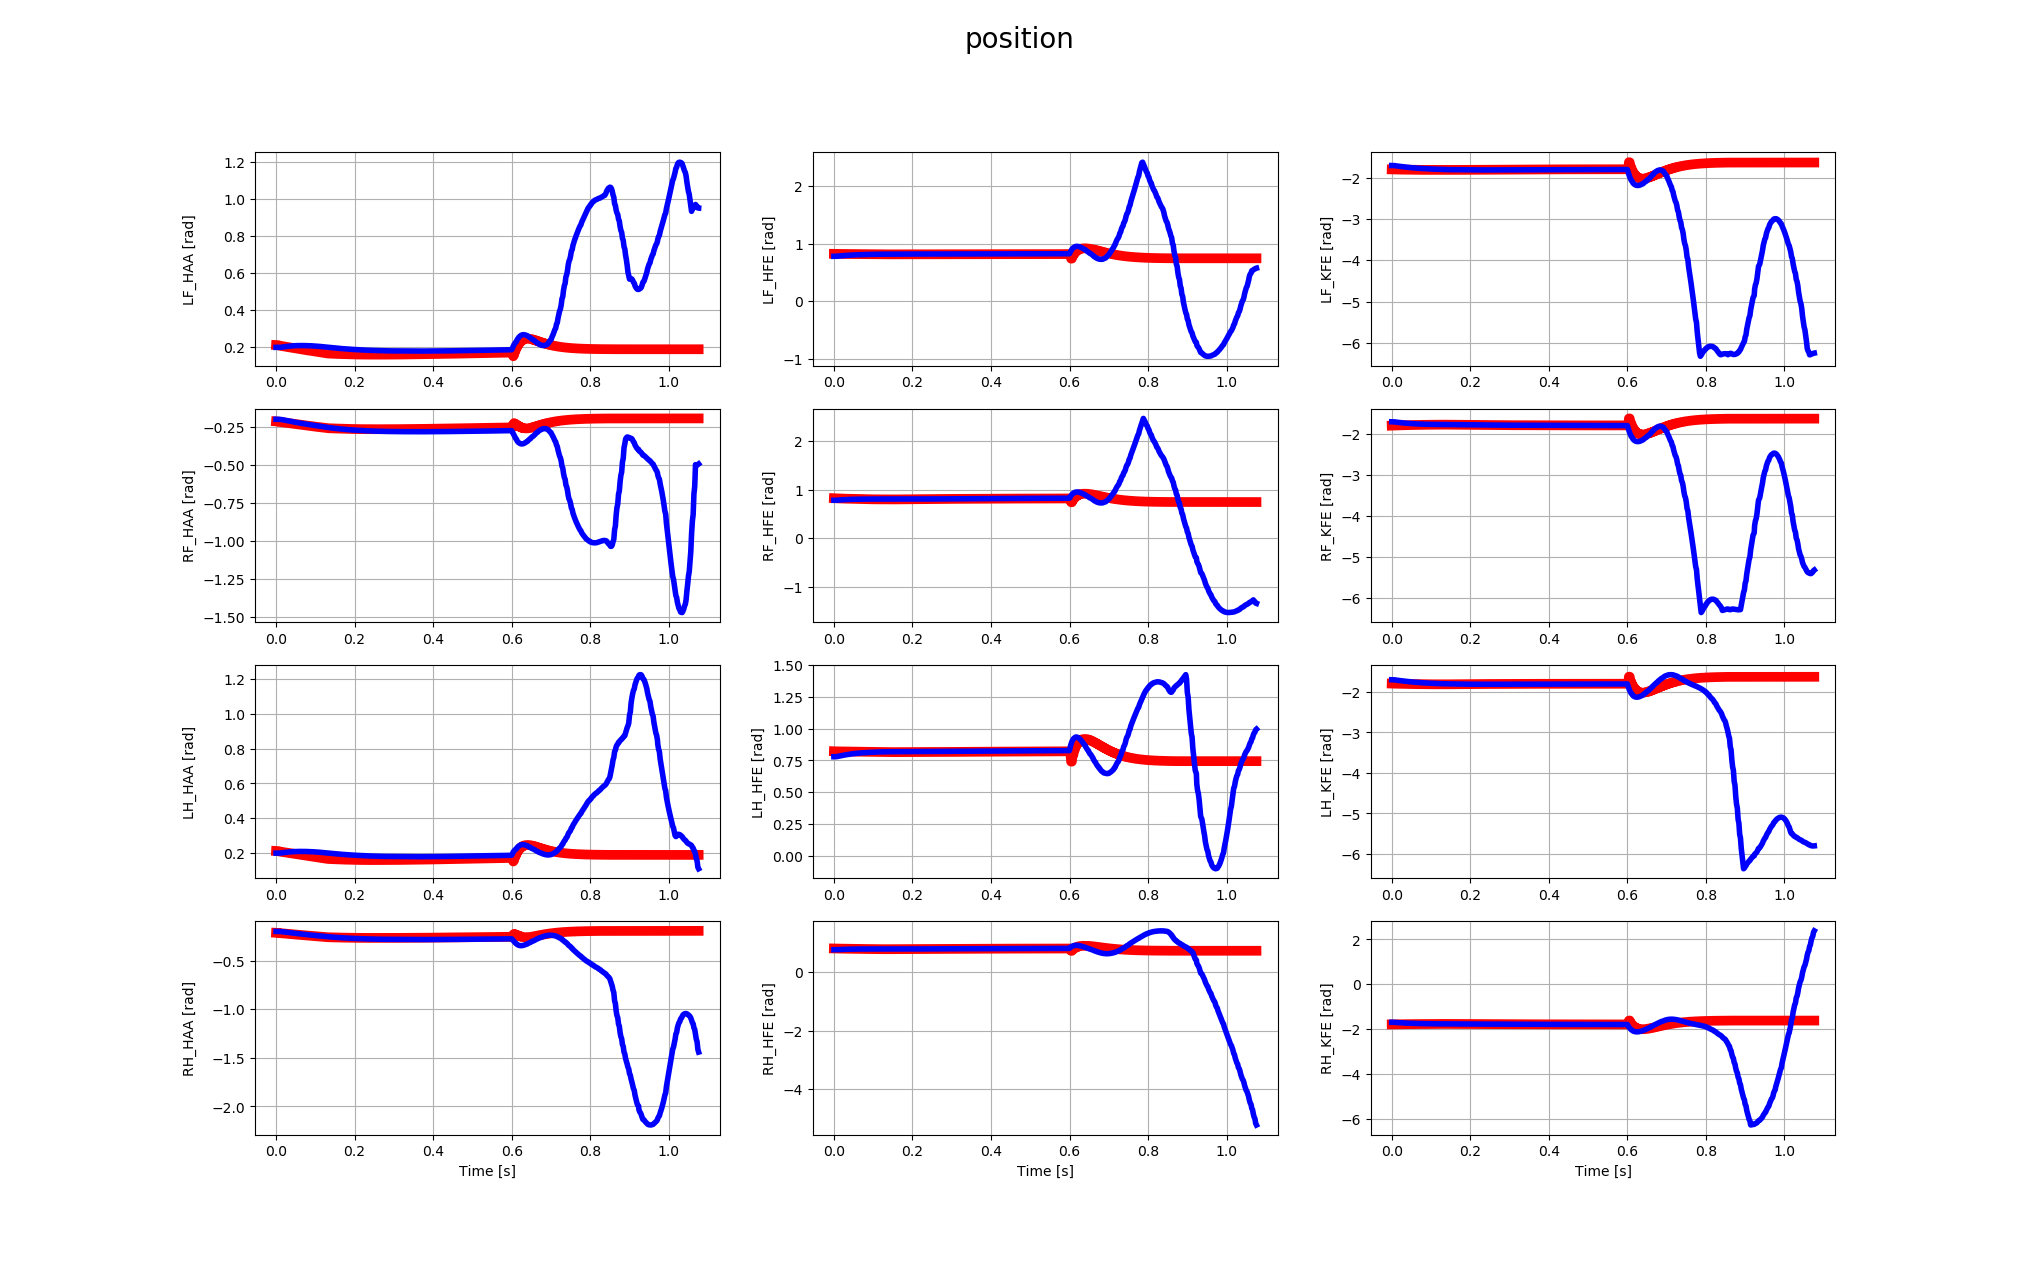 position
LF_HAA [rad]
1.2
1.0
0.8
0.6
0.4
0.2
0.0 0.2 0.4 0.6 0.8 1.0
LF_HFE [rad]
2
1
0
−1
0.0 0.2 0.4 0.6 0.8 1.0
LF_KFE [rad]
−2
−3
−4
−5
−6
0.0 0.2 0.4 0.6 0.8 1.0
RF_HAA [rad]
−0.25
−0.50
−0.75
−1.00
−1.25
−1.50
0.0 0.2 0.4 0.6 0.8 1.0
RF_HFE [rad]
2
1
0
−1
0.0 0.2 0.4 0.6 0.8 1.0
RF_KFE [rad]
−2
−3
−4
−5
−6
0.0 0.2 0.4 0.6 0.8 1.0
LH_HAA [rad]
1.2
1.0
0.8
0.6
0.4
0.2
0.0 0.2 0.4 0.6 0.8 1.0
LH_HFE [rad]
1.50
1.25
1.00
0.75
0.50
0.25
0.00
0.0 0.2 0.4 0.6 0.8 1.0
LH_KFE [rad]
−2
−3
−4
−5
−6
0.0 0.2 0.4 0.6 0.8 1.0
RH_HAA [rad]
−0.5
−1.0
−1.5
−2.0
0.0 0.2 0.4 0.6 0.8 1.0
Time [s]
RH_HFE [rad]
0
−2
−4
0.0 0.2 0.4 0.6 0.8 1.0
Time [s]
RH_KFE [rad]
2
0
−2
−4
−6
0.0 0.2 0.4 0.6 0.8 1.0
Time [s]